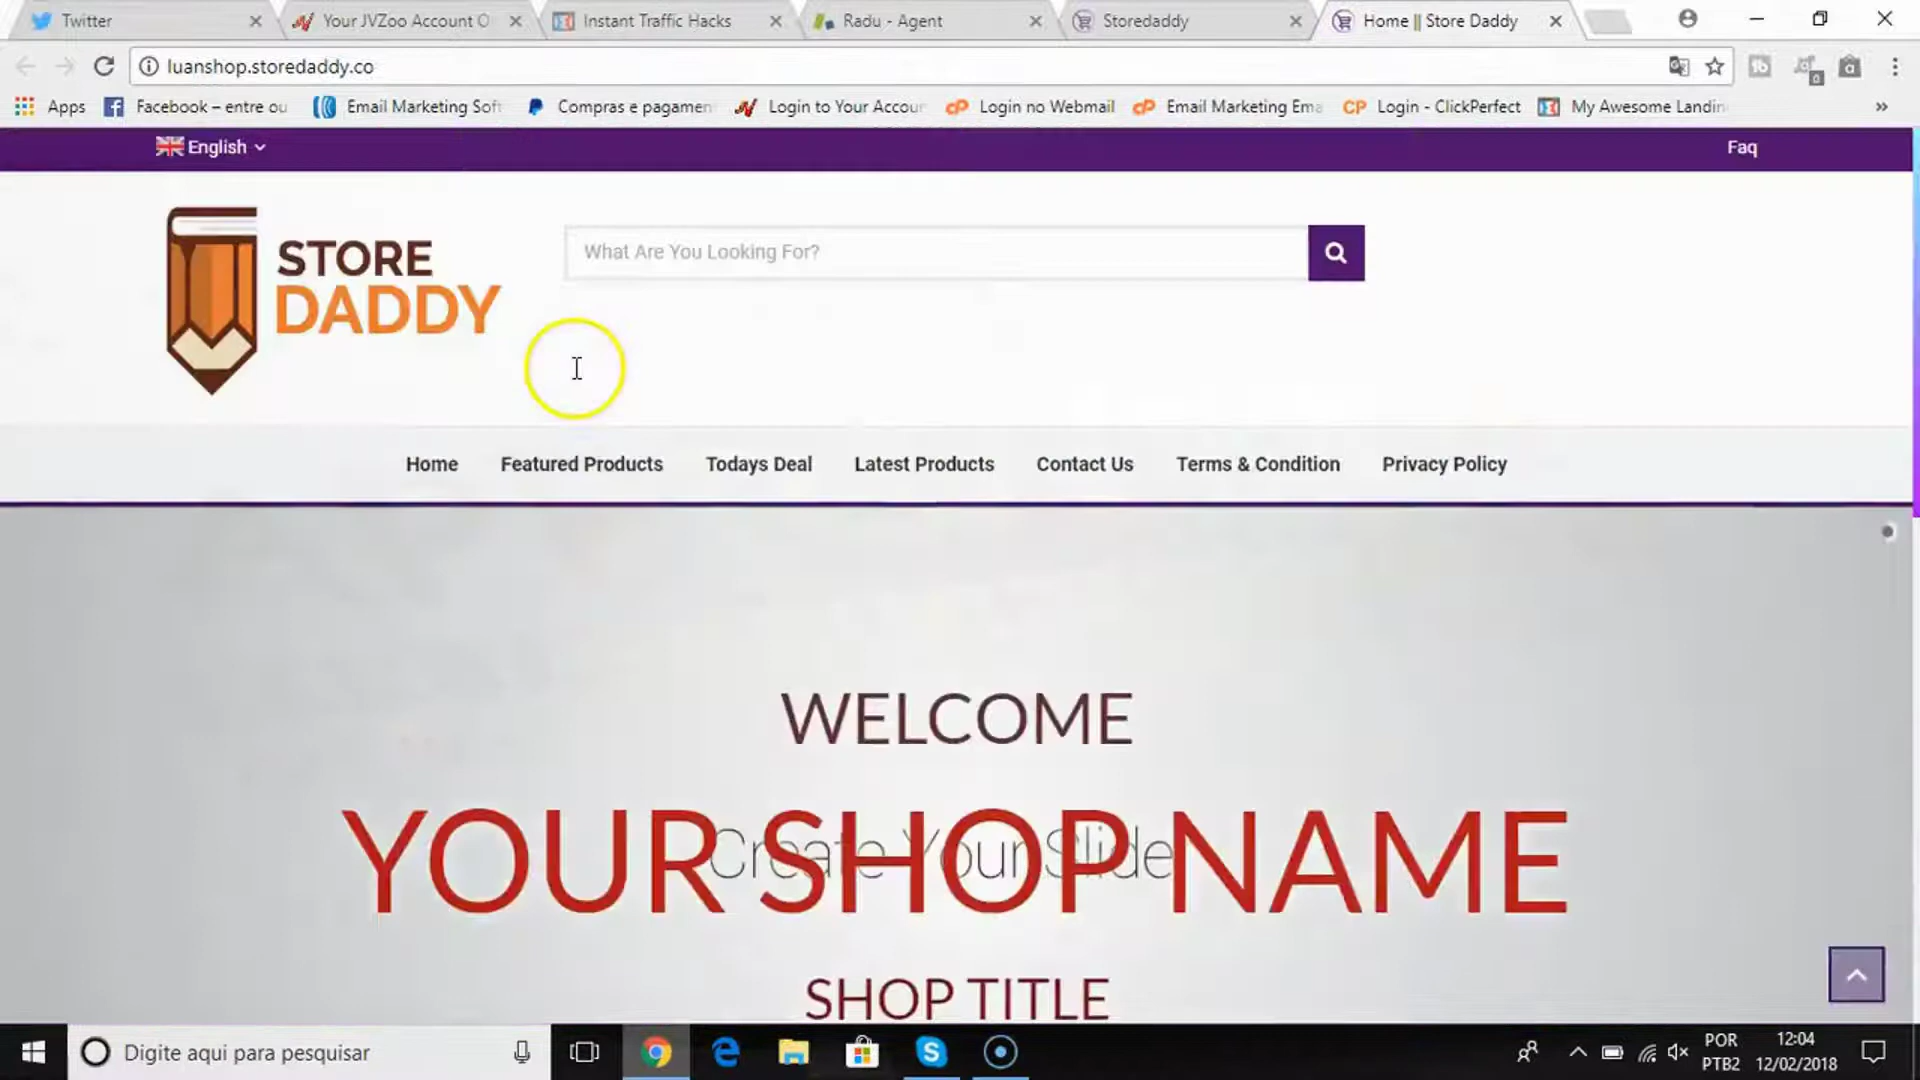 Twitter
Your JVZoo Account O
Instant Traffic Hacks
Radu - Agent
Storedaddy
Home || Store Daddy
luanshop.storedaddy.co
Apps
Facebook – entre ou
Email Marketing Soft
Compras e pagamen
Login to Your Accour
Login no Webmail
Email Marketing Ema
Login - ClickPerfect
My Awesome Landin
English
Faq
STORE
DADDY
What Are You Looking For?
Home
Featured Products
Todays Deal
Latest Products
Contact Us
Terms & Condition
Privacy Policy
WELCOME
YOUR SHOP NAME
Create Your Slide
SHOP TITLE
Digite aqui para pesquisar
POR
PTB2
12:04
12/02/2018